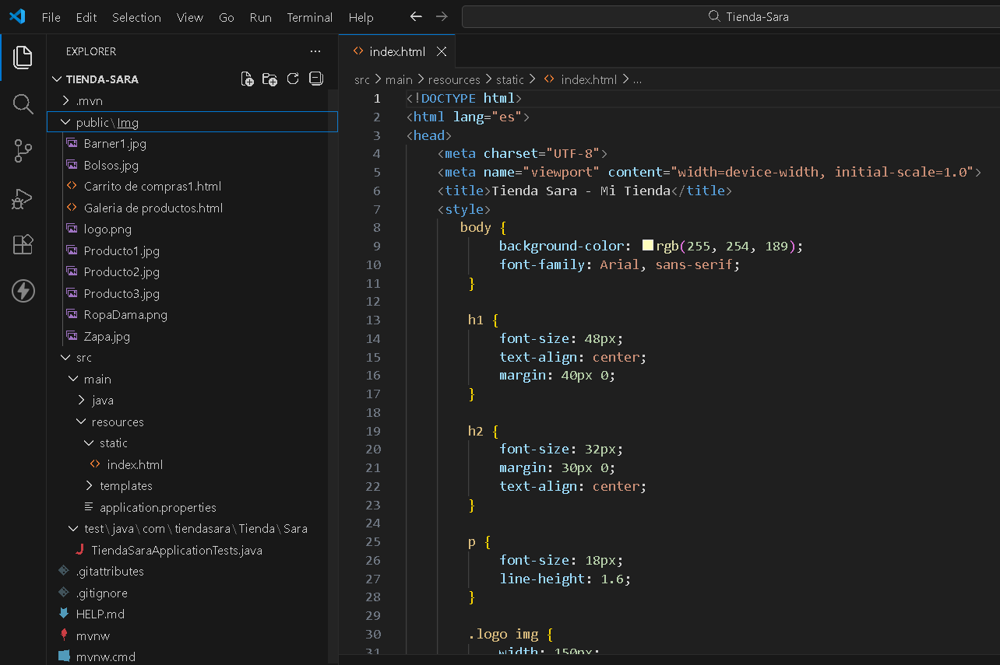 File Edit Selection View Go Run Terminal Help Tienda-Sara
EXPLORER
TIENDA-SARA
.mvn
public\Img
Barner1.jpg
Bolsos.jpg
Carrito de compras1.html
Galeria de productos.html
logo.png
Producto1.jpg
Producto2.jpg
Producto3.jpg
RopaDama.png
Zapa.jpg
src
main
java
resources
static
index.html
templates
application.properties
test\java\com\tiendasara\Tienda\Sara
TiendaSaraApplicationTests.java
.gitattributes
.gitignore
HELP.md
mvnw
mvnw.cmd
index.html
src > main > resources > static > index.html > ...
1 <!DOCTYPE html>
2 <html lang="es">
3 <head>
4 <meta charset="UTF-8">
5 <meta name="viewport" content="width=device-width, initial-scale=1.0">
6 <title>Tienda Sara - Mi Tienda</title>
7 <style>
8 body {
9 background-color: rgb(255, 254, 189);
10 font-family: Arial, sans-serif;
11 }
12
13 h1 {
14 font-size: 48px;
15 text-align: center;
16 margin: 40px 0;
17 }
18
19 h2 {
20 font-size: 32px;
21 margin: 30px 0;
22 text-align: center;
23 }
24
25 p {
26 font-size: 18px;
27 line-height: 1.6;
28 }
29
30 .logo img {
31 width: 150px;